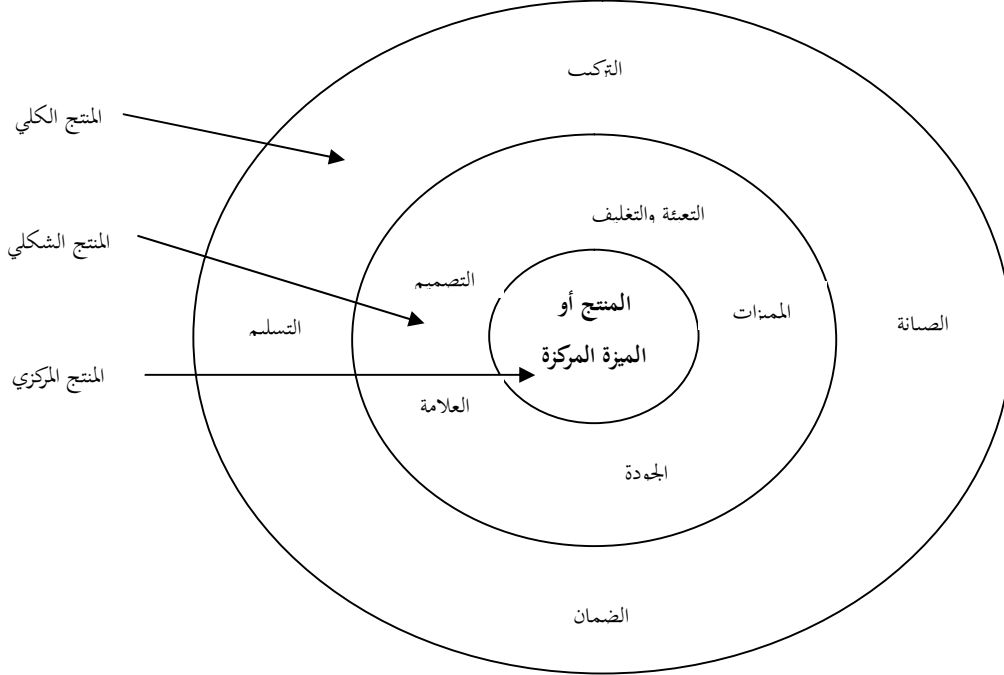 التركيب
المنتج الكلي
التعبئة والتغليف
المنتج الشكلي
التصميم
المنتج أو
الميزة المركزة
المميزات
الصيانة
التسليم
المنتج المركزي
العلامة
الجودة
الضمان